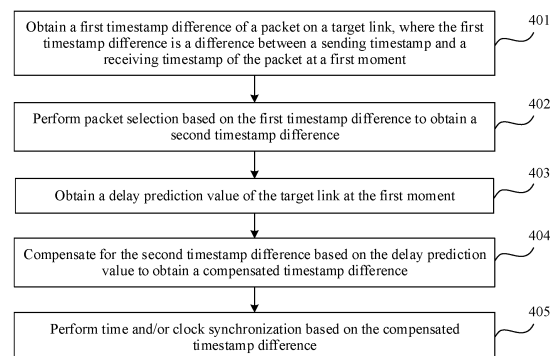 Obtain a first timestamp difference of a packet on a target link, where the first
timestamp difference is a difference between a sending timestamp and a
receiving timestamp of the packet at a first moment
401
Perform packet selection based on the first timestamp difference to obtain a
second timestamp difference
402
Obtain a delay prediction value of the target link at the first moment
403
Compensate for the second timestamp difference based on the delay prediction
value to obtain a compensated timestamp difference
404
Perform time and/or clock synchronization based on the compensated
timestamp difference
405